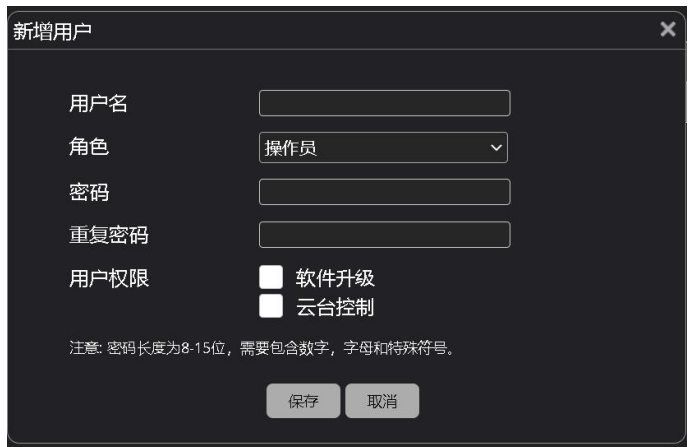 新增用户
用户名
角色 操作员
密码
重复密码
用户权限 软件升级
云台控制
注意: 密码长度为8-15位，需要包含数字，字母和特殊符号。
保存 取消